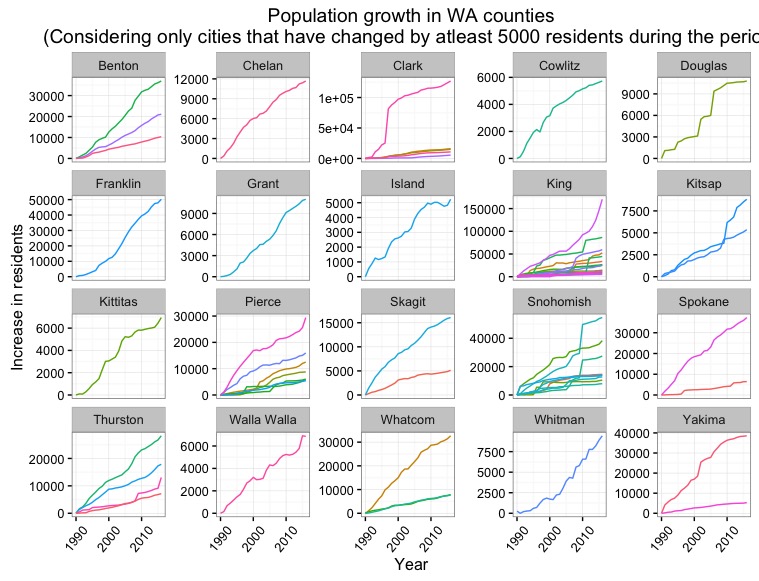 Population growth in WA counties
(Considering only cities that have changed by atleast 5000 residents during the
Benton Chelan Clark Cowlitz Douglas
30000 20000 10000 0
12000 9000 6000 3000 0
1e+05 5e+04 0e+00
6000 4000 2000 0
9000 6000 3000 0
Franklin Grant Island King Kitsap
50000 40000 30000 20000 10000 0
9000 6000 3000 0
5000 4000 3000 2000 1000 0
150000 100000 50000 0
7500 5000 2500 0
Increase in residents
Kittitas Pierce Skagit Snohomish Spokane
6000 4000 2000 0
30000 20000 10000 0
15000 10000 5000 0
40000 20000 0
30000 20000 10000 0
Thurston Walla Walla Whatcom Whitman Yakima
20000 10000 0
6000 4000 2000 0
30000 20000 10000 0
7500 5000 2500 0
40000 30000 20000 10000 0
1990 2000 2010 1990 2000 2010 1990 2000 2010 1990 2000 2010 1990 2000 2010
Year